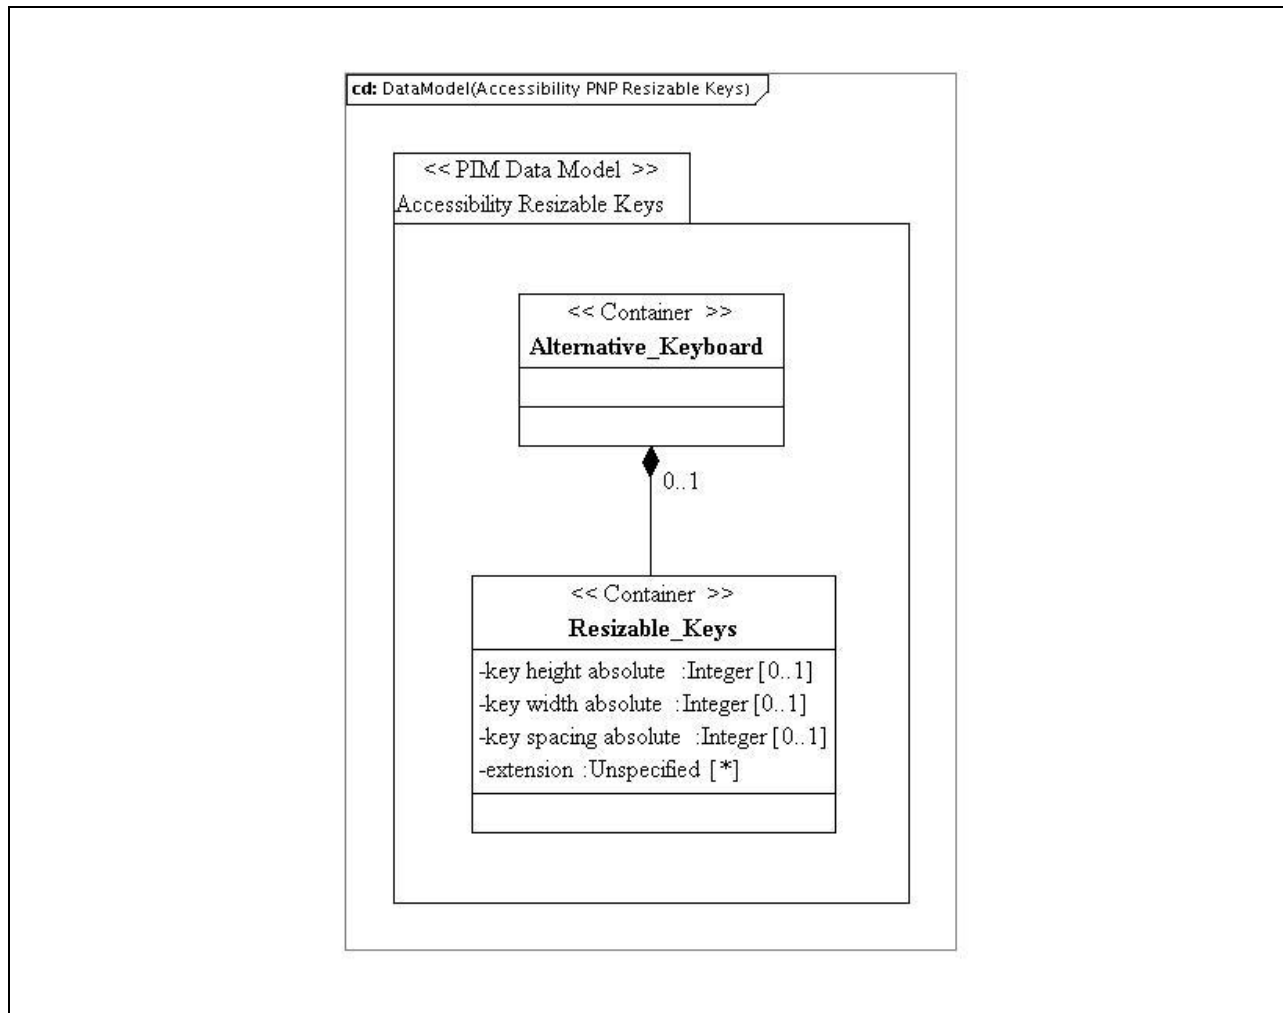 cd: DataModel(Accessibility PNP Resizable Keys)
<< PIM Data Model >>
Accessibility Resizable Keys
<< Container >>
Alternative_Keyboard
0..1
<< Container >>
Resizable_Keys
-key height absolute :Integer [0..1]
-key width absolute :Integer [0..1]
-key spacing absolute :Integer [0..1]
-extension :Unspecified [*]